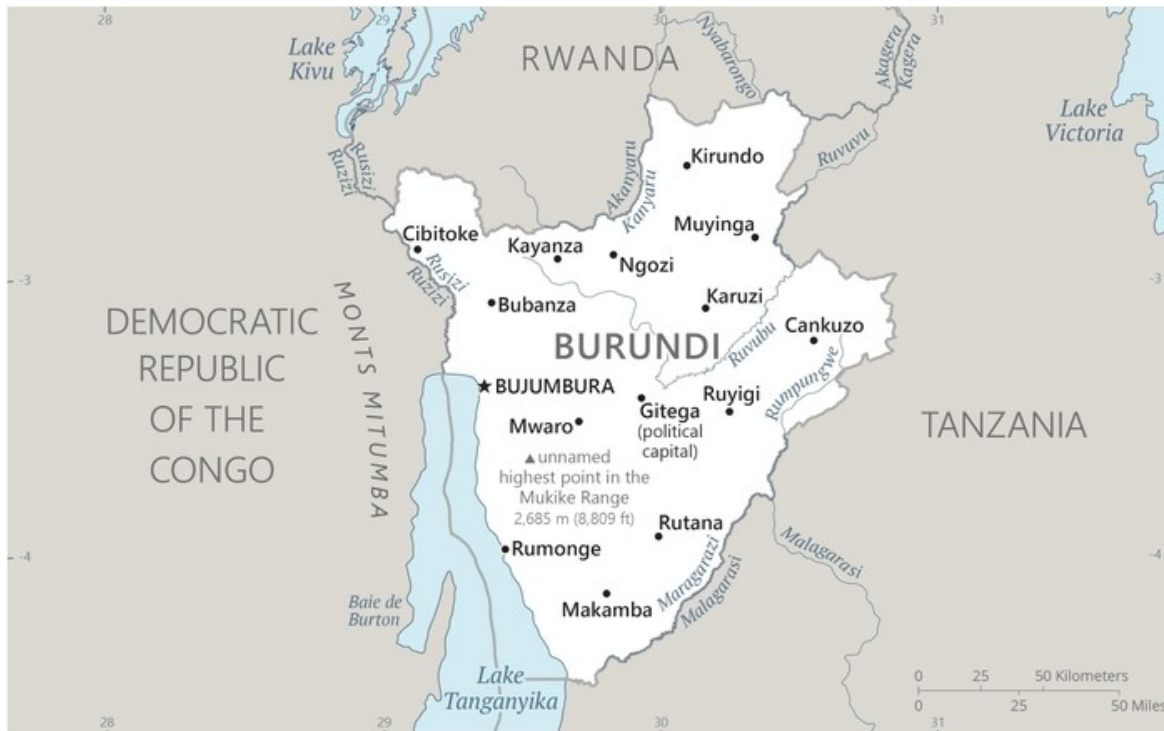 28
29
30
31
Lake
Kivu
RWANDA
Nyabarongo
Akagera
Kagera
Lake
Victoria
Ruvuvu
Rusizi
Ruzizi
Akanyaru
Kanyaru
Kirundo
Muyinga
Cibitoke
Kayanza
Ngozi
Rusizi
Ruzizi
-3
-3
Bubanza
Karuzi
Cankuzo
DEMOCRATIC
REPUBLIC
OF THE
CONGO
MONTS MITUMBA
BURUNDI
Ruvubu
Rumpungwe
BUJUMBURA
Ruyigi
Gitega
(political
capital)
Mwaro
TANZANIA
unnamed
highest point in the
Mukike Range
2,685 m (8,809 ft)
Rutana
Rumonge
Maragarazi
Malagarasi
Malagarasi
-4
-4
Makamba
Baie de
Burton
Lake
Tanganyika
0 25 50 Kilometers
0 25 50 Miles
28
29
30
31